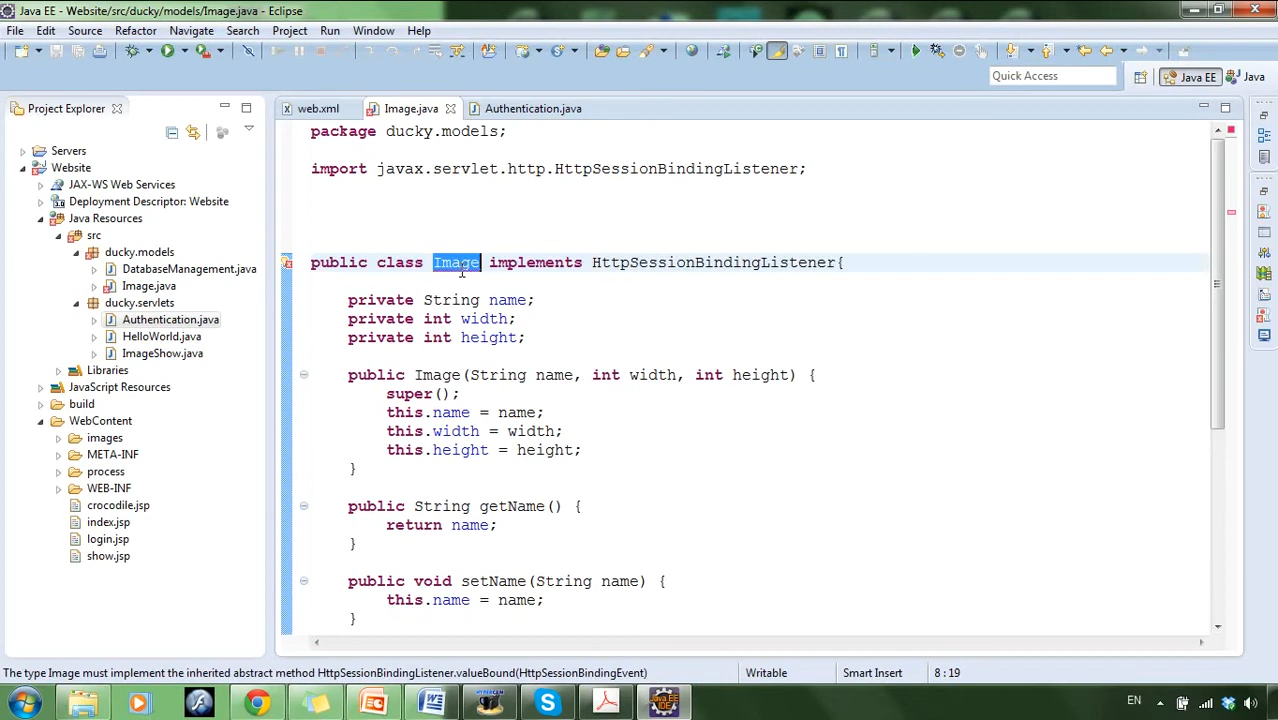 Java EE - Website/src/ducky/models/Image.java - Eclipse
File Edit Source Refactor Navigate Search Project Run Window Help
Quick Access
Java EE
Java
Project Explorer
web.xml
Image.java
Authentication.java
Servers
Website
JAX-WS Web Services
Deployment Descriptor: Website
Java Resources
src
ducky.models
DatabaseManagement.java
Image.java
ducky.servlets
Authentication.java
HelloWorld.java
ImageShow.java
Libraries
JavaScript Resources
build
WebContent
images
META-INF
process
WEB-INF
crocodile.jsp
index.jsp
login.jsp
show.jsp
package ducky.models;
import javax.servlet.http.HttpSessionBindingListener;
public class Image implements HttpSessionBindingListener{
private String name;
private int width;
private int height;
public Image(String name, int width, int height) {
super();
this.name = name;
this.width = width;
this.height = height;
}
public String getName() {
return name;
}
public void setName(String name) {
this.name = name;
}
The type Image must implement the inherited abstract method HttpSessionBindingListener.valueBound(HttpSessionBindingEvent)
Writable
Smart Insert
8 : 19
Java EE
IDE
EN